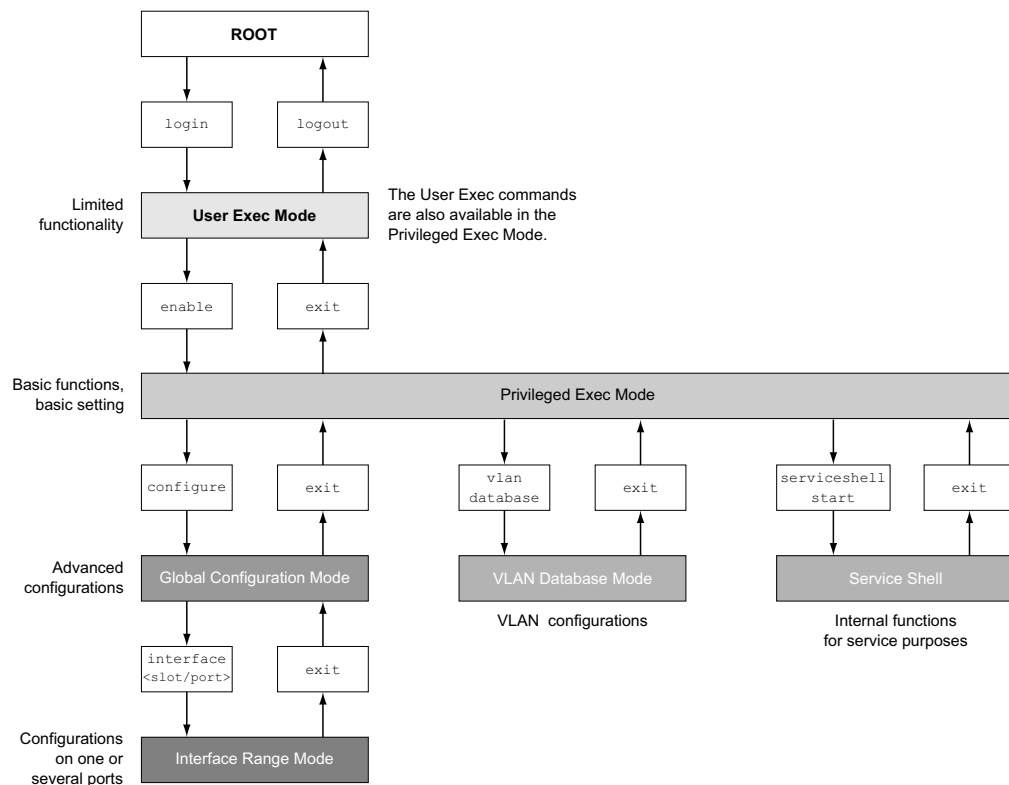 ROOT
login
logout
Limited
functionality
User Exec Mode
The User Exec commands
are also available in the
Privileged Exec Mode.
enable
exit
Basic functions,
basic setting
Privileged Exec Mode
configure
exit
vlan
database
exit
serviceshell
start
exit
Advanced
configurations
Global Configuration Mode
VLAN Database Mode
Service Shell
VLAN configurations
Internal functions
for service purposes
interface
<slot/port>
exit
Configurations
on one or
several ports
Interface Range Mode